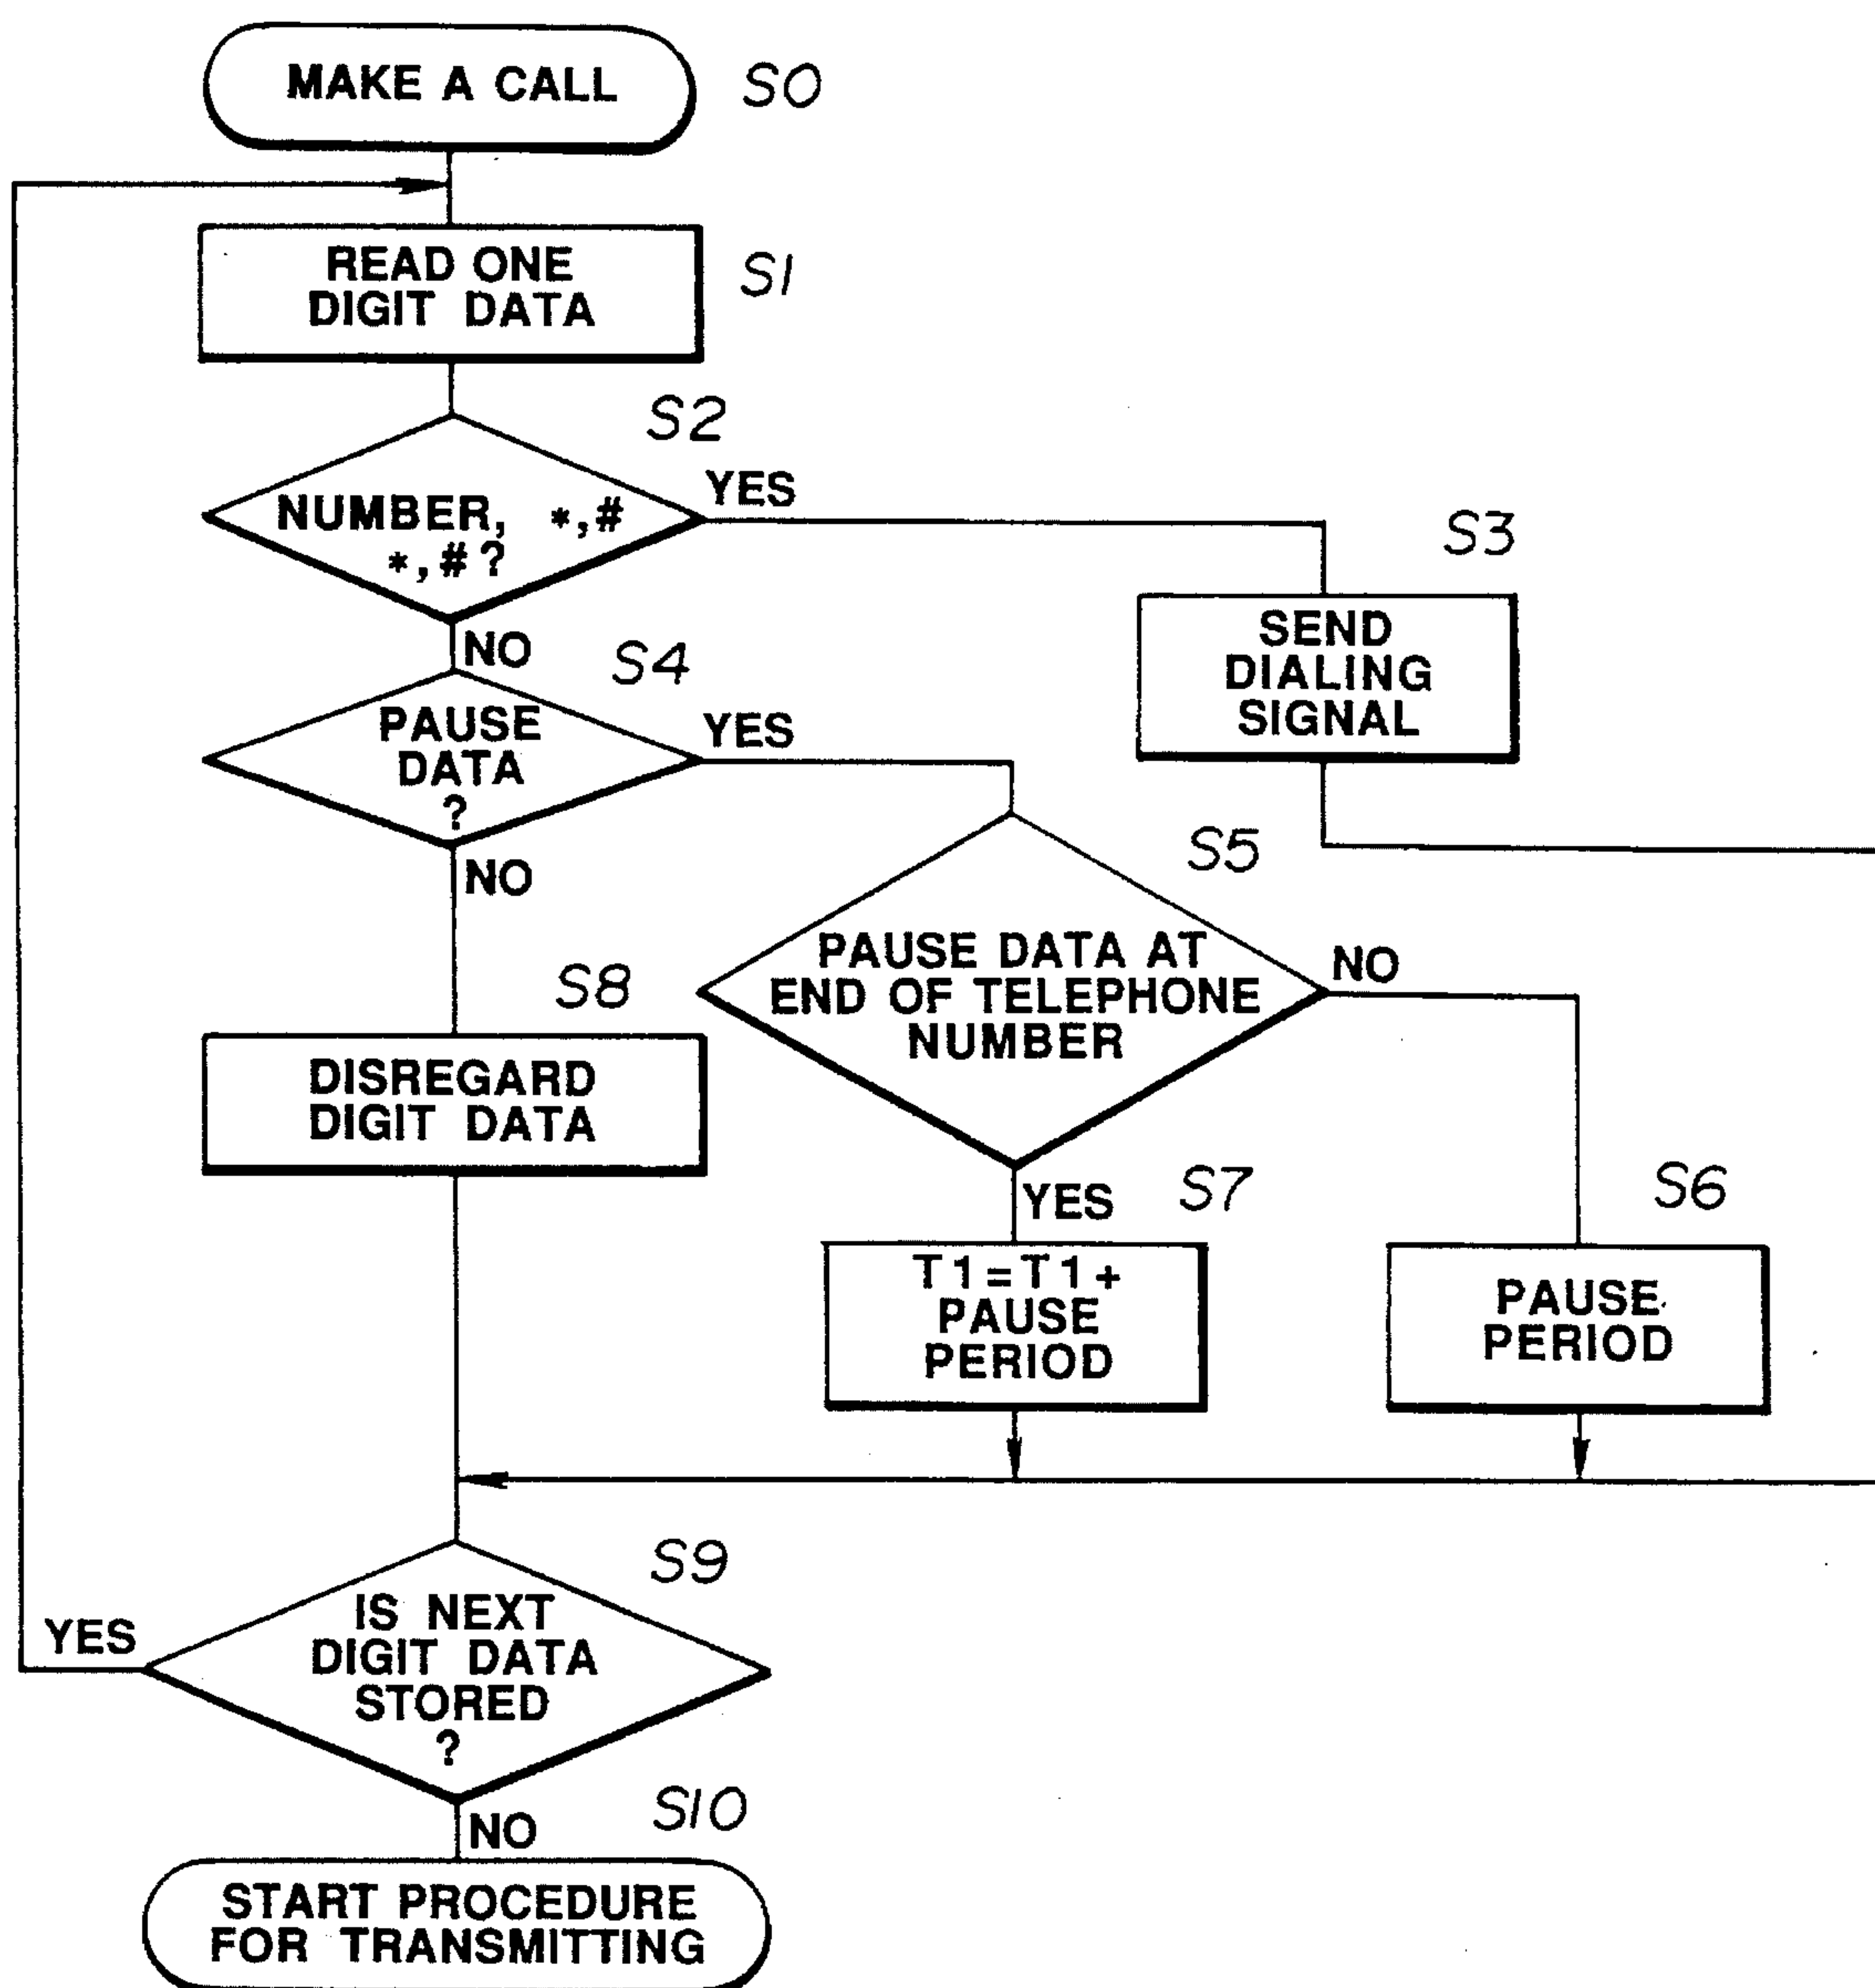 MAKE A CALL
S0
READ ONE
DIGIT DATA
S1
S2
NUMBER, *,#
*,#?
YES
NO
S3
SEND
DIALING
SIGNAL
S4
PAUSE
DATA
?
YES
NO
S5
PAUSE DATA AT
END OF TELEPHONE
NUMBER
NO
YES
S8
DISREGARD
DIGIT DATA
S7
T1=T1+
PAUSE
PERIOD
S6
PAUSE
PERIOD
S9
IS NEXT
DIGIT DATA
STORED
?
YES
NO
S10
START PROCEDURE
FOR TRANSMITTING